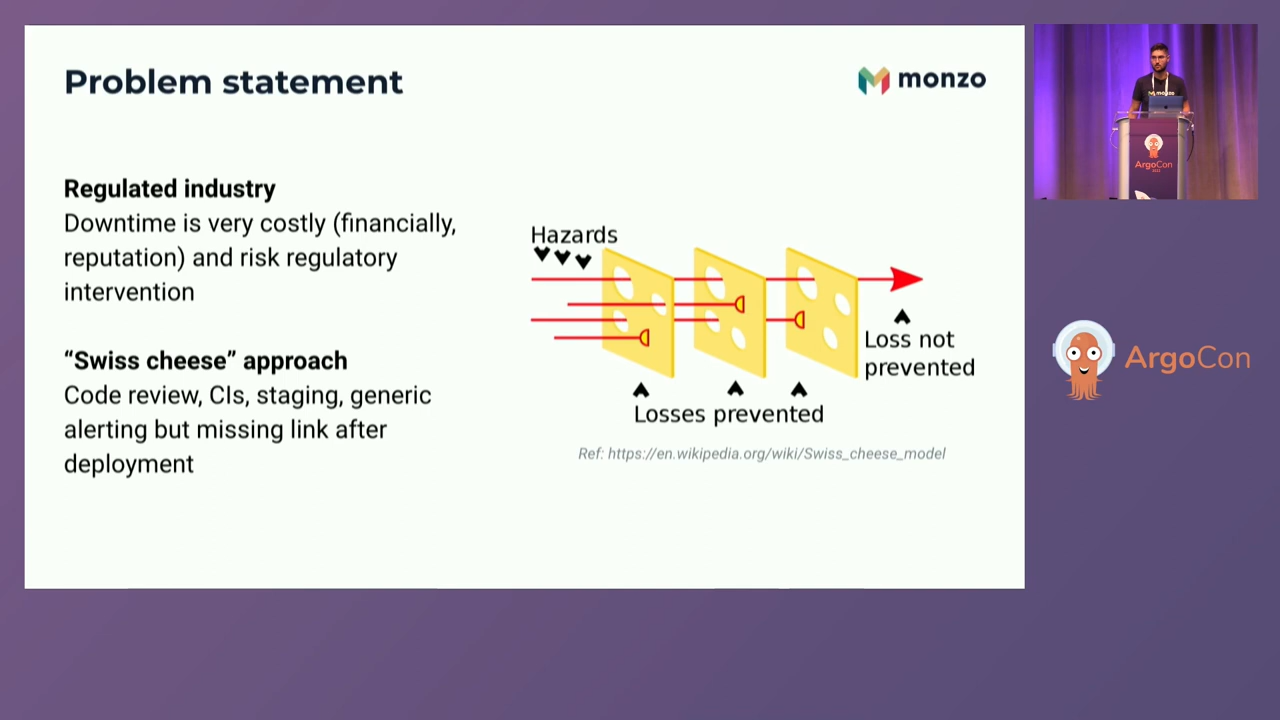 Problem statement
monzo
Regulated industry
Downtime is very costly (financially,
reputation) and risk regulatory
intervention
“Swiss cheese” approach
Code review, CIs, staging, generic
alerting but missing link after
deployment
Hazards
Loss not
prevented
Losses prevented
Ref: https://en.wikipedia.org/wiki/Swiss_cheese_model
monzo
ArgoCon
ArgoCon